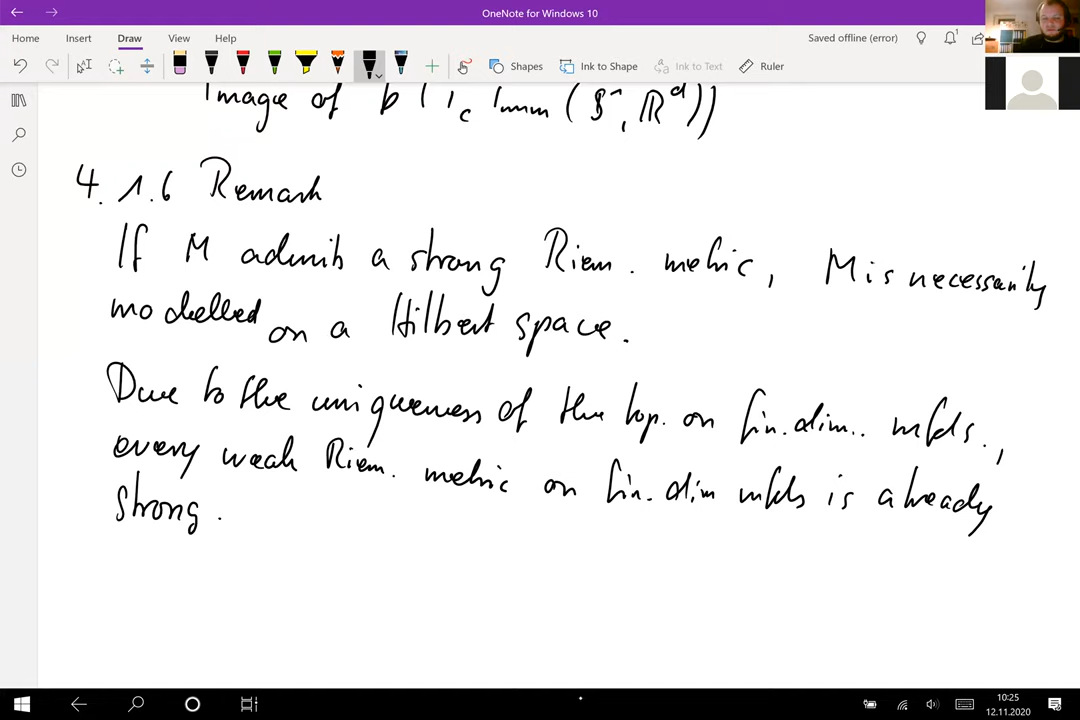 OneNote for Windows 10
Home Insert Draw View Help
Saved offline (error)
Shapes Ink to Shape Ink to Text Ruler
Image of
4.1.6 Remark
If M admits a strong Riem. metric, M is necessarily
modelled on a Hilbert space.
Due to the uniqueness of the top. on fin.dim.. mfds.,
every weak Riem. metric on fin.dim mfds is already
strong.
10:25
12.11.2020